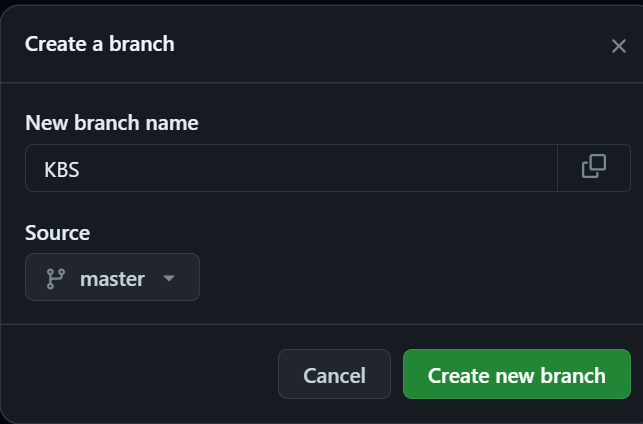 Create a branch
New branch name
KBS
Source
master
Cancel
Create new branch